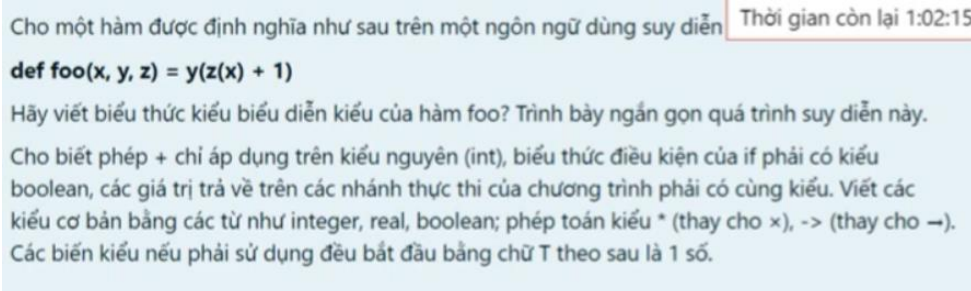 Cho một hàm được định nghĩa như sau trên một ngôn ngữ dùng suy diễn
Thời gian còn lại 1:02:15
def foo(x, y, z) = y(z(x) + 1)
Hãy viết biểu thức kiểu biểu diễn kiểu của hàm foo? Trình bày ngắn gọn quá trình suy diễn này.
Cho biết phép + chỉ áp dụng trên kiểu nguyên (int), biểu thức điều kiện của if phải có kiểu
boolean, các giá trị trả về trên các nhánh thực thi của chương trình phải có cùng kiểu. Viết các
kiểu cơ bản bằng các từ như integer, real, boolean; phép toán kiểu * (thay cho ×), -> (thay cho →).
Các biến kiểu nếu phải sử dụng đều bắt đầu bằng chữ T theo sau là 1 số.